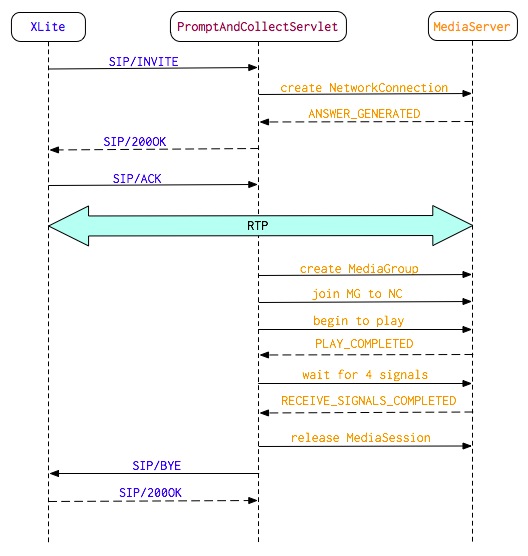 XLite
PromptAndCollectServlet
MediaServer
SIP/INVITE
create NetworkConnection
ANSWER_GENERATED
SIP/200OK
SIP/ACK
RTP
create MediaGroup
join MG to NC
begin to play
PLAY_COMPLETED
wait for 4 signals
RECEIVE_SIGNALS_COMPLETED
release MediaSession
SIP/BYE
SIP/200OK